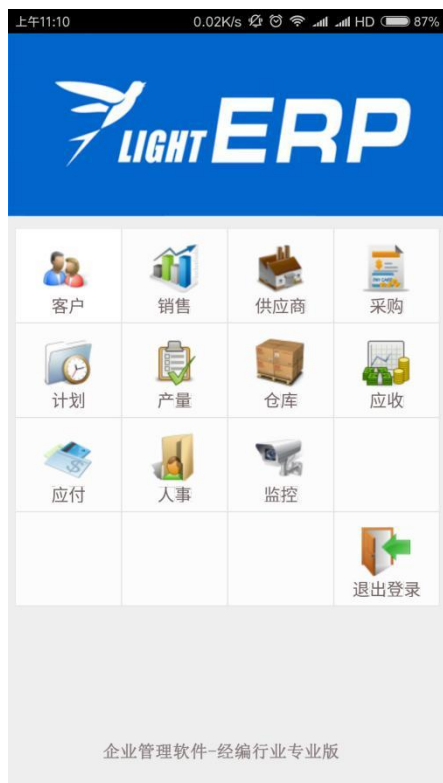 上午11:10 0.02K/s HD 87%
LIGHT ERP
客户 销售 供应商 采购
计划 产量 仓库 应收
应付 人事 监控
退出登录
企业管理软件-经编行业专业版